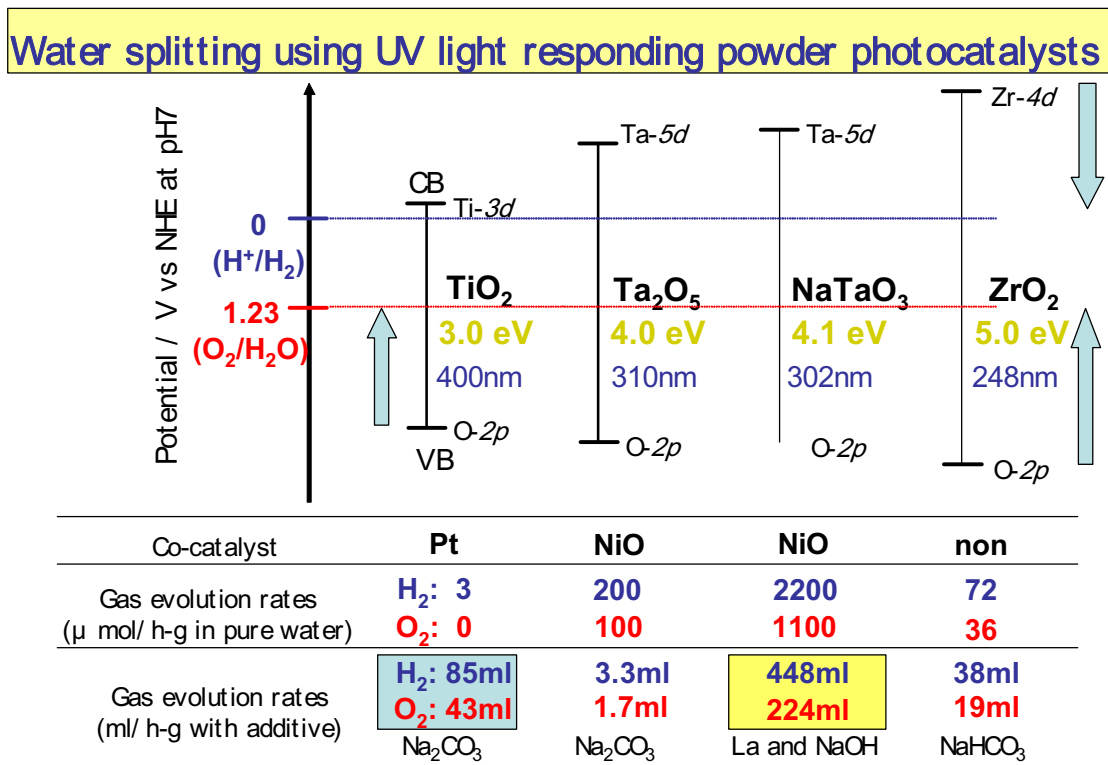 Water splitting using UV light responding powder photocatalysts
Potential / V vs NHE at pH7
Zr-4d
Ta-5d
Ta-5d
CB
Ti-3d
0
(H⁺/H₂)
TiO₂
Ta₂O₅
NaTaO₃
ZrO₂
1.23
(O₂/H₂O)
3.0 eV
4.0 eV
4.1 eV
5.0 eV
400nm
310nm
302nm
248nm
O-2p
O-2p
O-2p
O-2p
VB
Co-catalyst Pt NiO NiO non
Gas evolution rates
(μ mol/ h-g in pure water)
H₂: 3 200 2200 72
O₂: 0 100 1100 36
Gas evolution rates
(ml/ h-g with additive)
H₂: 85ml 3.3ml 448ml 38ml
O₂: 43ml 1.7ml 224ml 19ml
Na₂CO₃ Na₂CO₃ La and NaOH NaHCO₃